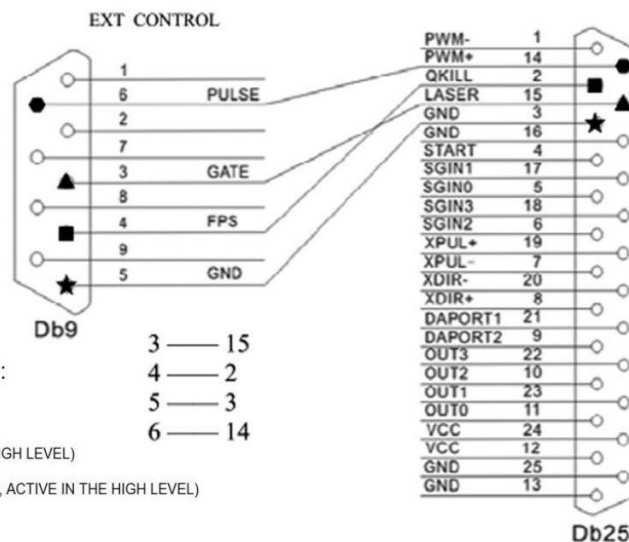 EXT CONTROL
1
6 PULSE
2
7
3 GATE
8
4 FPS
9
5 GND
Db9
3 —— 15
:
4 —— 2
5 —— 3
6 —— 14
GH LEVEL)
, ACTIVE IN THE HIGH LEVEL)
PWM- 1
PWM+ 14
QKILL 2
LASER 15
GND 3
GND 16
START 4
SGIN1 17
SGIN0 5
SGIN3 18
SGIN2 6
XPUL+ 19
XPUL- 7
XDIR- 20
XDIR+ 8
DAPORT1 21
DAPORT2 9
OUT3 22
OUT2 10
OUT1 23
OUT0 11
VCC 24
VCC 12
GND 25
GND 13
Db25